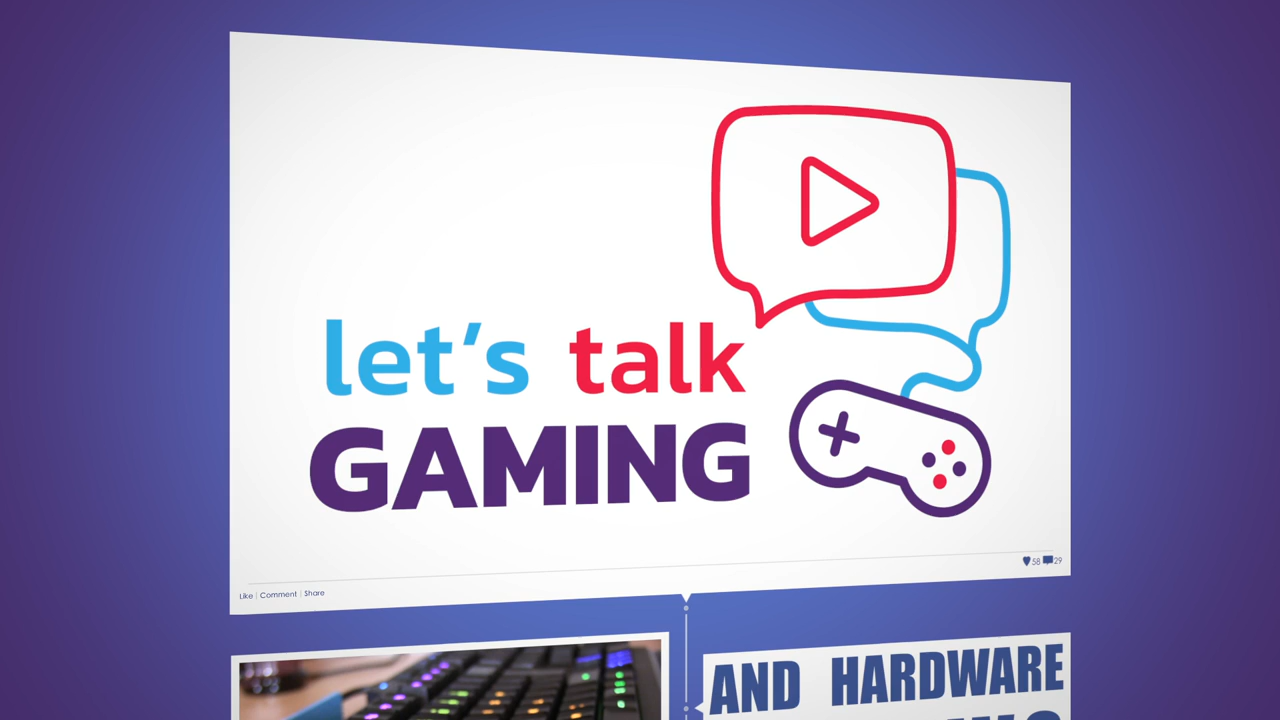 let's talk
GAMING
58 29
Like | Comment | Share
AND HARDWARE